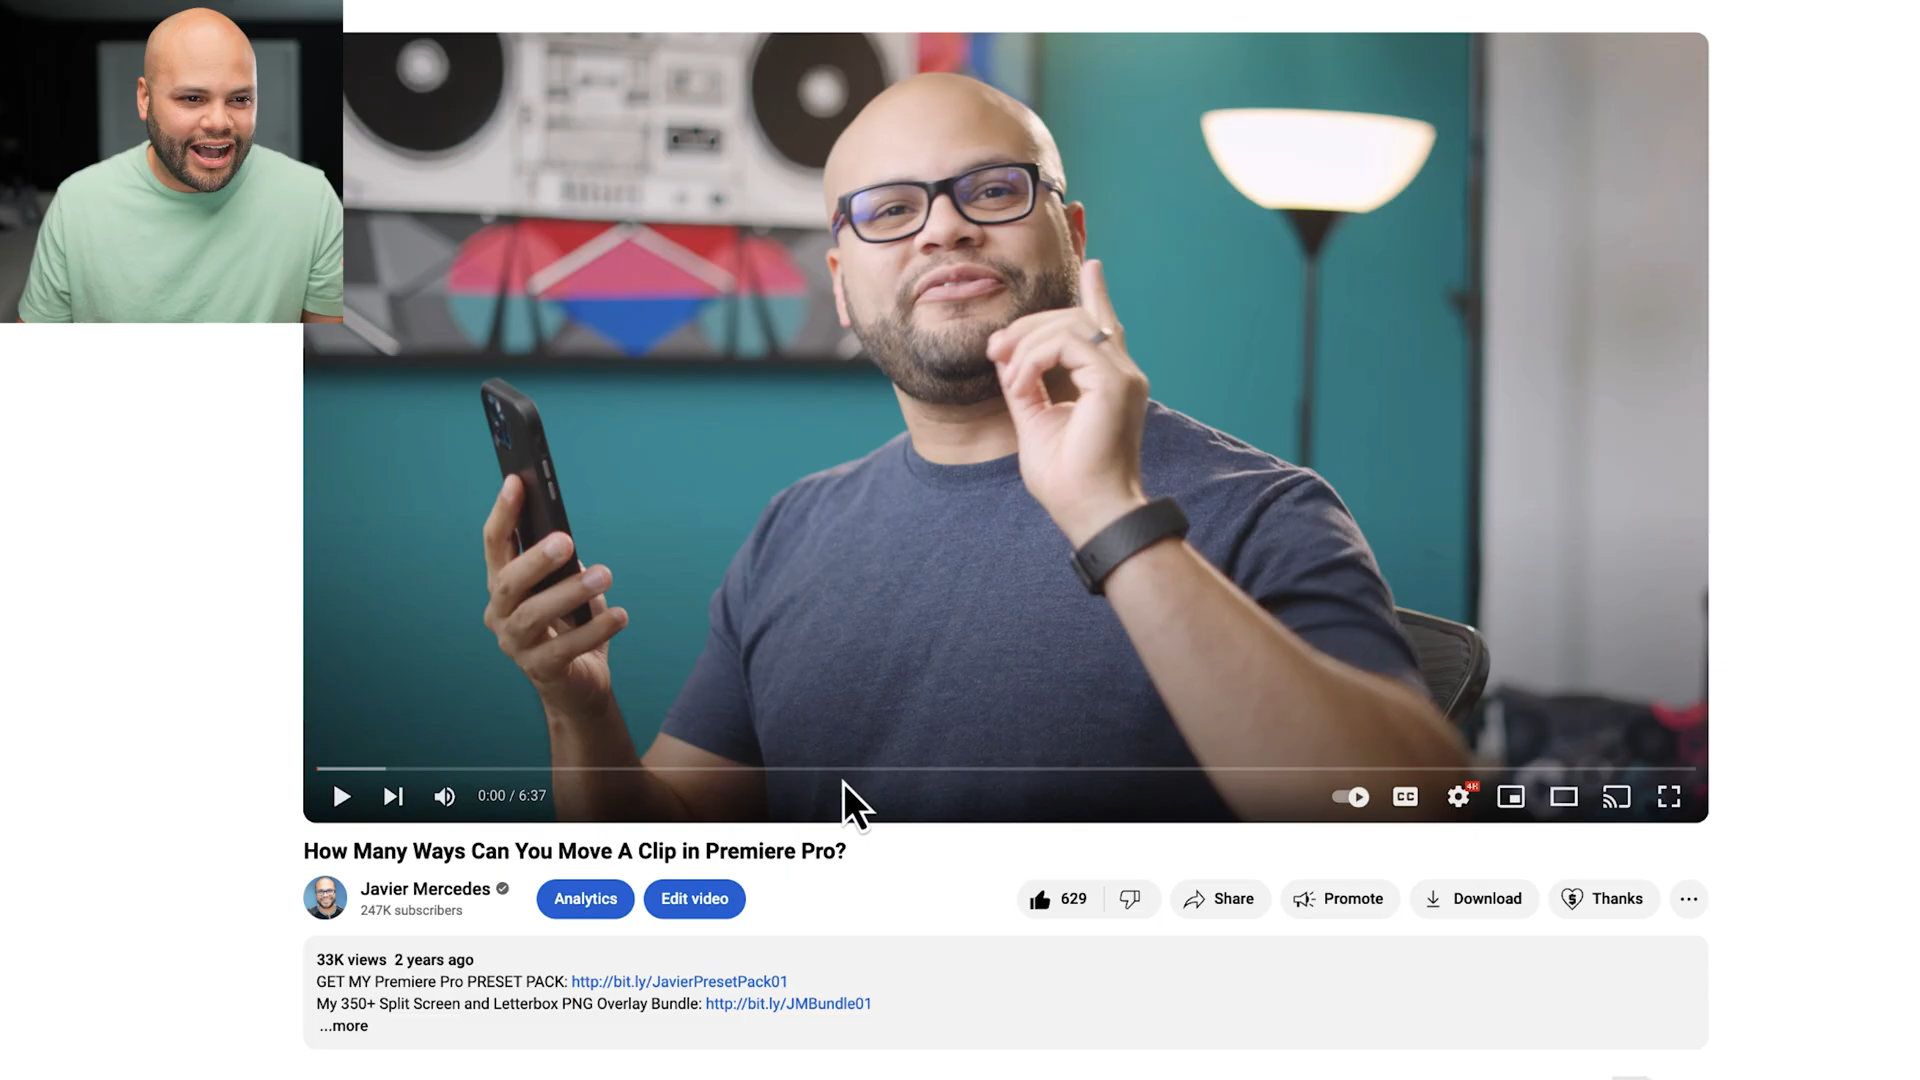 0:00 / 6:37
CC
4K
How Many Ways Can You Move A Clip in Premiere Pro?
Javier Mercedes
247K subscribers
Analytics
Edit video
629
Share
Promote
Download
Thanks
33K views 2 years ago
GET MY Premiere Pro PRESET PACK: http://bit.ly/JavierPresetPack01
My 350+ Split Screen and Letterbox PNG Overlay Bundle: http://bit.ly/JMBundle01
...more